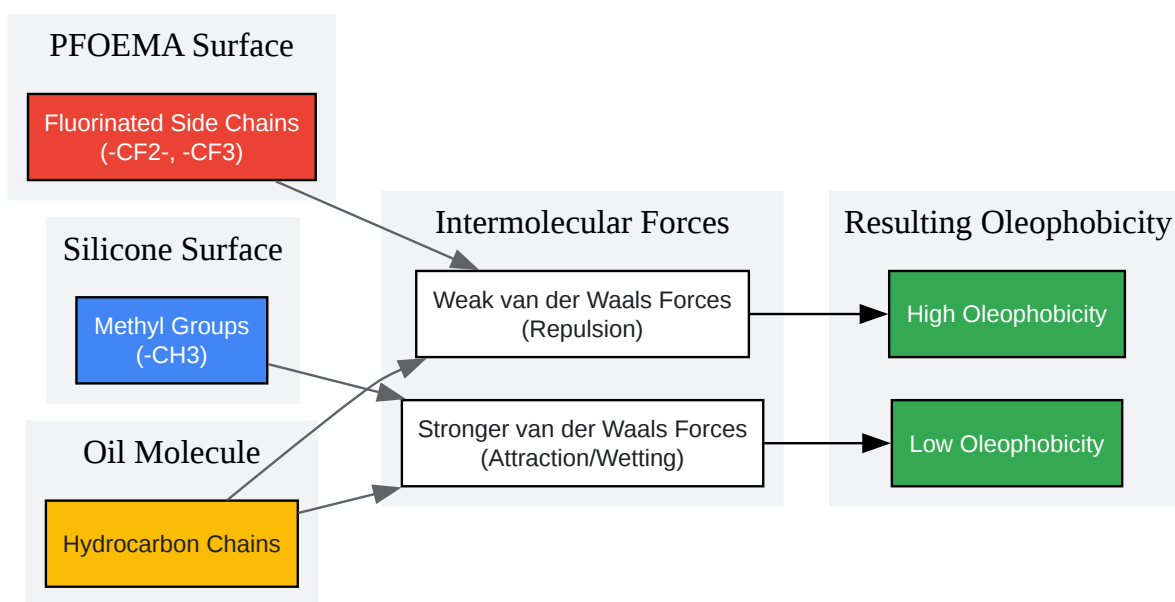 PFOEMA Surface
Fluorinated Side Chains
(-CF2-, -CF3)
Silicone Surface
Methyl Groups
(-CH3)
Oil Molecule
Hydrocarbon Chains
Intermolecular Forces
Weak van der Waals Forces
(Repulsion)
Stronger van der Waals Forces
(Attraction/Wetting)
Resulting Oleophobicity
High Oleophobicity
Low Oleophobicity